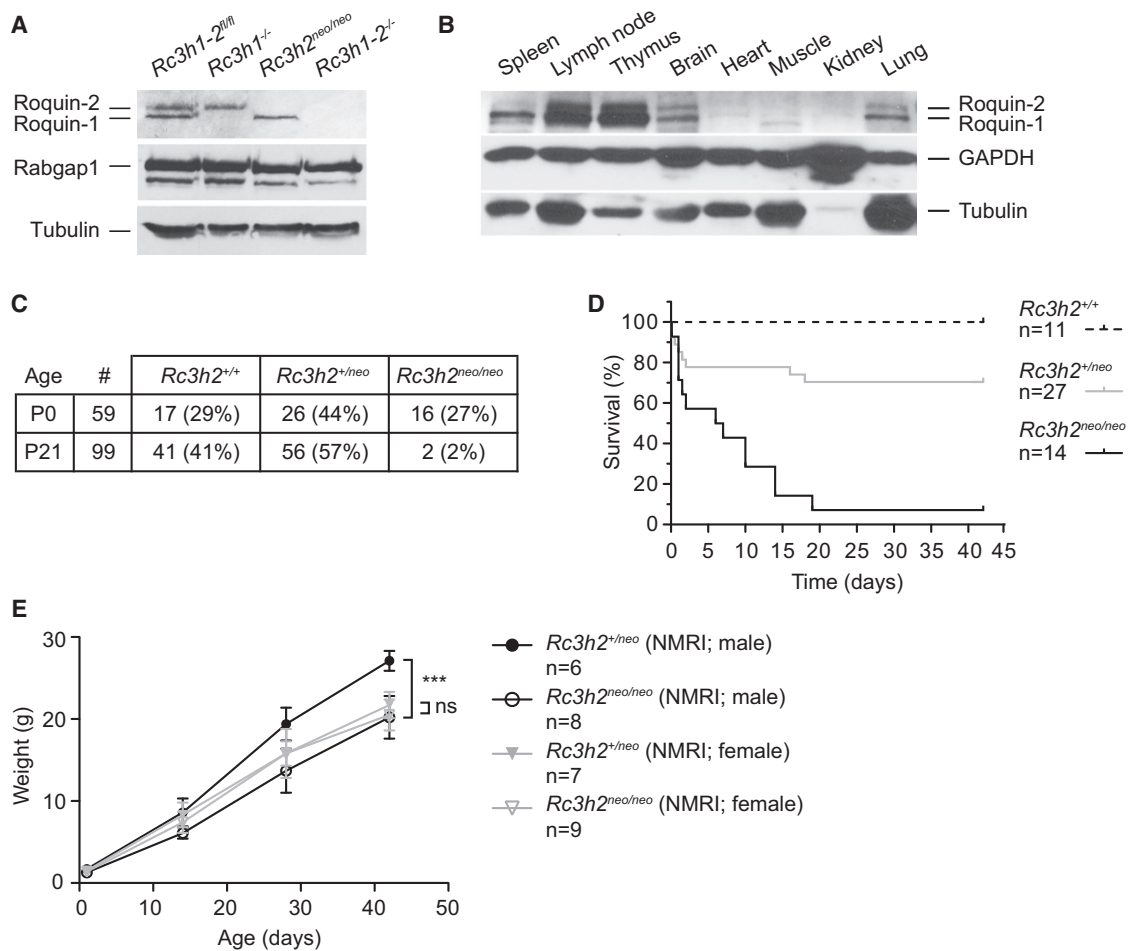 A
Rc3h1-2fl/fl
Rc3h1-/-
Rc3h2neo/neo
Rc3h1-2-/-
Roquin-2
Roquin-1
Rabgap1
Tubulin
B
Spleen
Lymph node
Thymus
Brain
Heart
Muscle
Kidney
Lung
Roquin-2
Roquin-1
GAPDH
Tubulin
C
Age # Rc3h2+/+ Rc3h2+/neo Rc3h2neo/neo
P0 59 17 (29%) 26 (44%) 16 (27%)
P21 99 41 (41%) 56 (57%) 2 (2%)
D
Survival (%)
100
80
60
40
20
0
0 5 10 15 20 25 30 35 40 45
Time (days)
Rc3h2+/+
n=11
Rc3h2+/neo
n=27
Rc3h2neo/neo
n=14
E
Weight (g)
30
20
10
0
0 10 20 30 40 50
Age (days)
***
ns
Rc3h2+/neo (NMRI; male)
n=6
Rc3h2neo/neo (NMRI; male)
n=8
Rc3h2+/neo (NMRI; female)
n=7
Rc3h2neo/neo (NMRI; female)
n=9